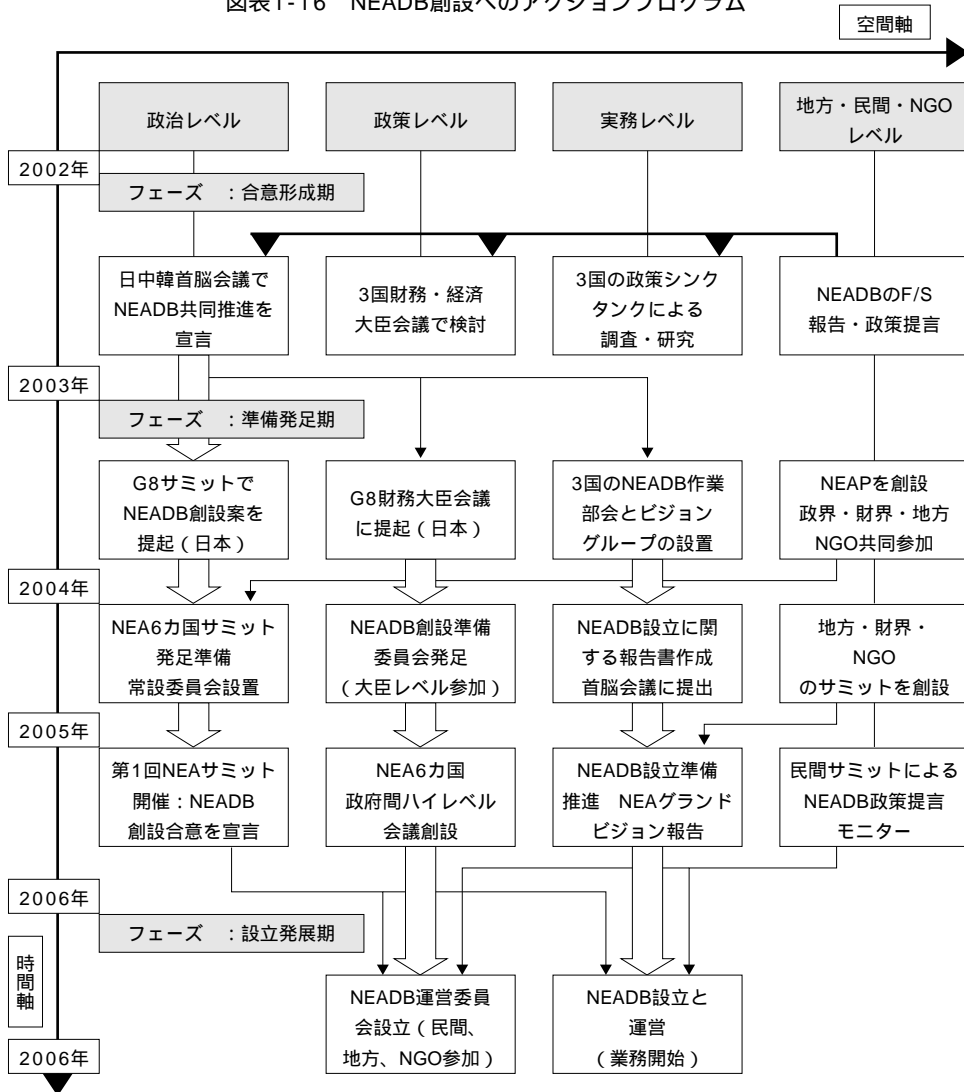 図表1-16　NEADB創設へのアクションプログラム
空間軸
政治レベル
政策レベル
実務レベル
地方・民間・NGO
レベル
2002年
フェーズ　：合意形成期
日中韓首脳会議で
NEADB共同推進を
宣言
3国財務・経済
大臣会議で検討
3国の政策シンク
タンクによる
調査・研究
NEADBのF/S
報告・政策提言
2003年
フェーズ　：準備発足期
G8サミットで
NEADB創設案を
提起（日本）
G8財務大臣会議
に提起（日本）
3国のNEADB作業
部会とビジョン
グループの設置
NEAPを創設
政界・財界・地方
NGO共同参加
2004年
NEA6カ国サミット
発足準備
常設委員会設置
NEADB創設準備
委員会発足
（大臣レベル参加）
NEADB設立に関
する報告書作成
首脳会議に提出
地方・財界・
NGO
のサミットを創設
2005年
第1回NEAサミット
開催：NEADB
創設合意を宣言
NEA6カ国
政府間ハイレベル
会議創設
NEADB設立準備
推進　NEAグランド
ビジョン報告
民間サミットによる
NEADB政策提言
モニター
2006年
フェーズ　：設立発展期
時間軸
NEADB運営委員
会設立（民間、
地方、NGO参加）
NEADB設立と
運営
（業務開始）
2006年